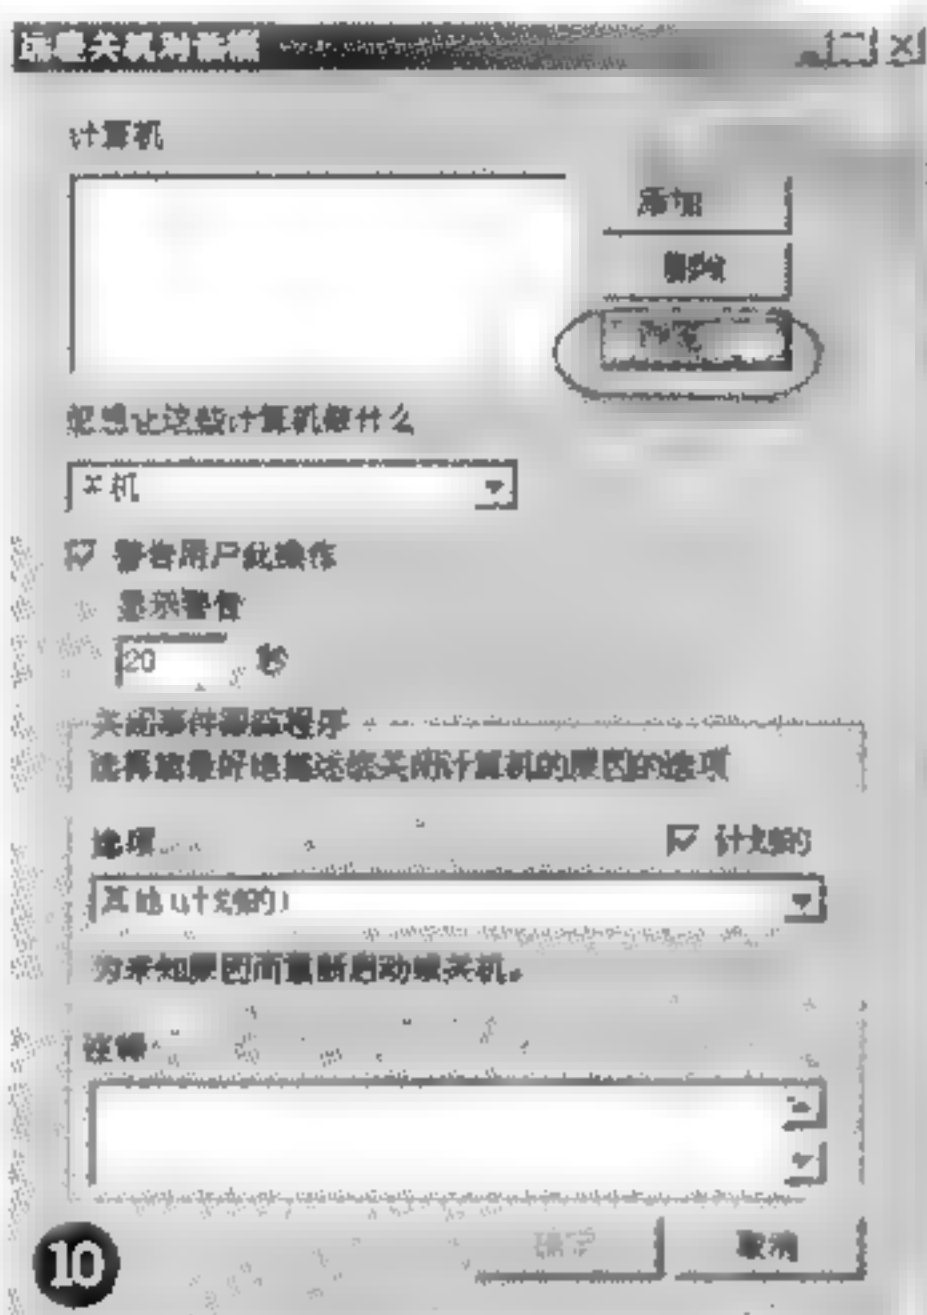 远程关机对话框
计算机
添加
删除
浏览
您想让这些计算机做什么
关机
警告用户此操作
显示警告
20 秒
关闭事件跟踪程序
选择能最好地描述您关闭计算机的原因的选项
选项 计划的
其他(计划的)
为未知原因而重新启动或关机。
注释
确定 取消
10